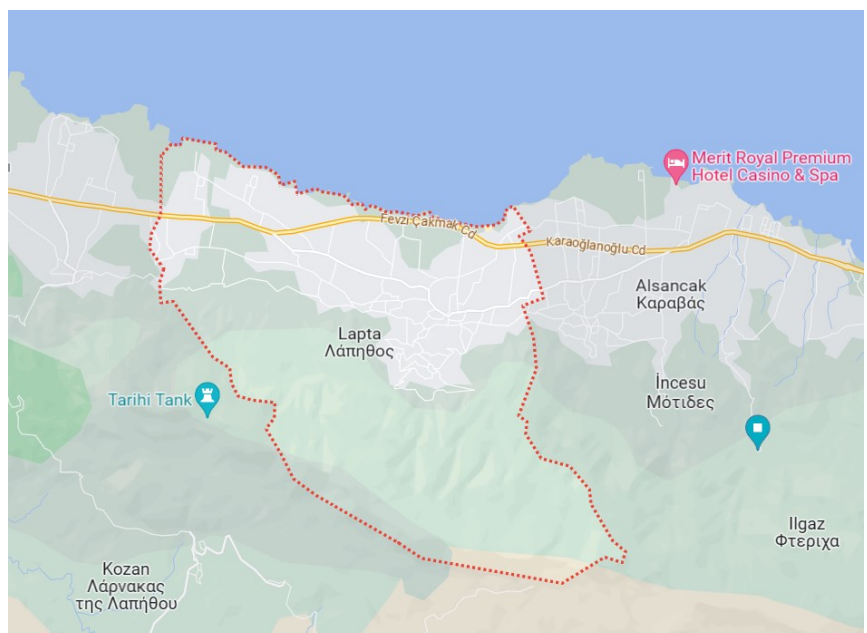 Merit Royal Premium
Hotel Casino & Spa
Fevzi Çakmak Cd
Karaoğlanoğlu Cd
Alsancak
Καραβάς
Lapta
Λάπηθος
İncesu
Μότιδες
Tarihi Tank
Ilgaz
Φτεριχα
Kozan
Λάρνακας
της Λαπήθου